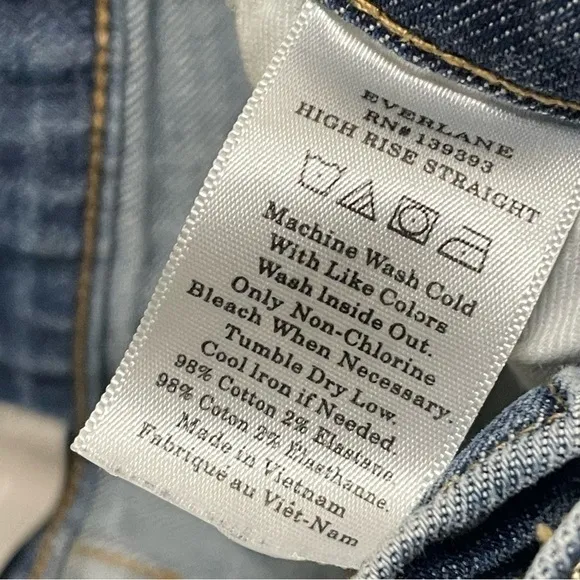 EVERLANE
RN# 139393
HIGH RISE STRAIGHT
Machine Wash Cold
With Like Colors
Wash Inside Out.
Only Non-Chlorine
Bleach When Necessary.
Tumble Dry Low.
Cool Iron if Needed.
98% Cotton 2% Elastane.
98% Coton 2% Élasthanne.
Made in Vietnam
Fabriqué au Viêt-Nam